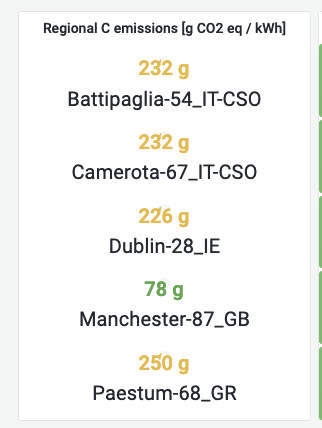 Regional C emissions [g CO2 eq / kWh]
232 g
Battipaglia-54_IT-CSO
232 g
Camerota-67_IT-CSO
226 g
Dublin-28_IE
78 g
Manchester-87_GB
250 g
Paestum-68_GR